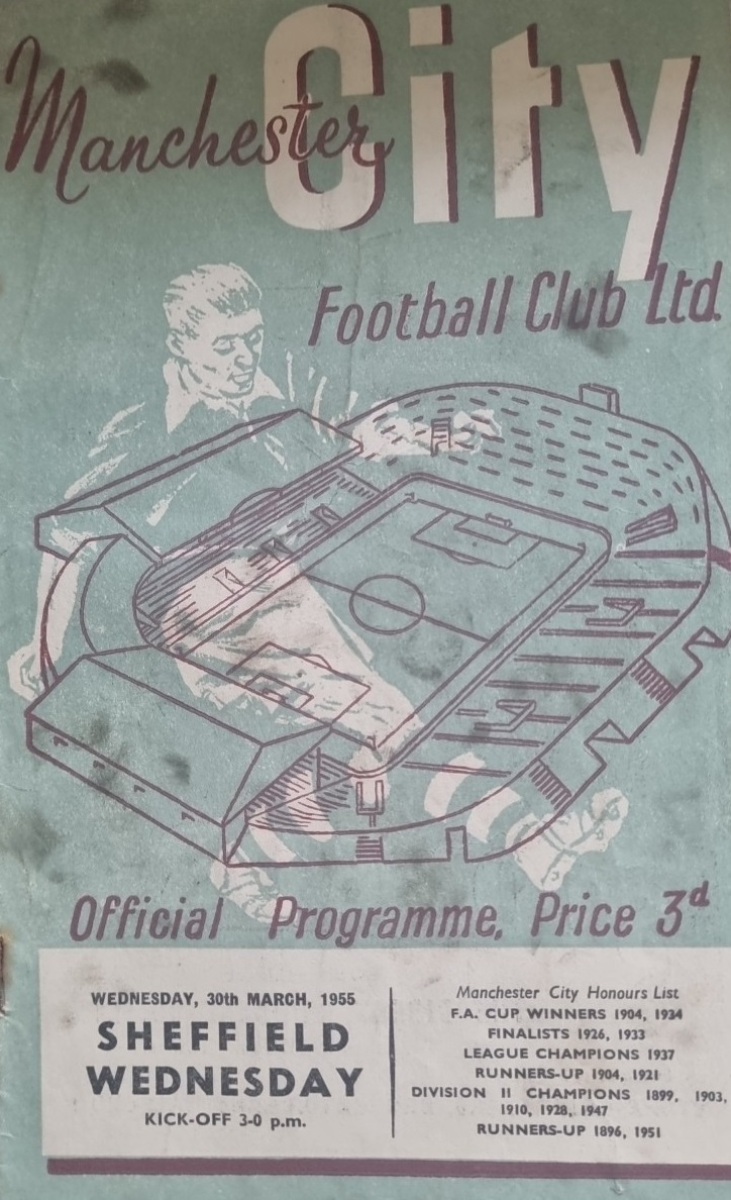 Manchester City
Football Club Ltd.
Official Programme, Price 3d
WEDNESDAY, 30th MARCH, 1955
SHEFFIELD
WEDNESDAY
KICK-OFF 3-0 p.m.
Manchester City Honours List
F.A. CUP WINNERS 1904, 1934
FINALISTS 1926, 1933
LEAGUE CHAMPIONS 1937
RUNNERS-UP 1904, 1921
DIVISION II CHAMPIONS 1899, 1903,
1910, 1928, 1947
RUNNERS-UP 1896, 1951